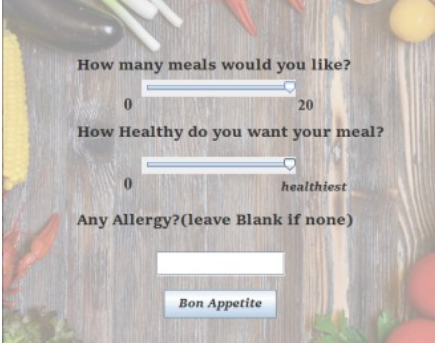 How many meals would you like?
0 20
How Healthy do you want your meal?
0 healthiest
Any Allergy?(leave Blank if none)
Bon Appetite